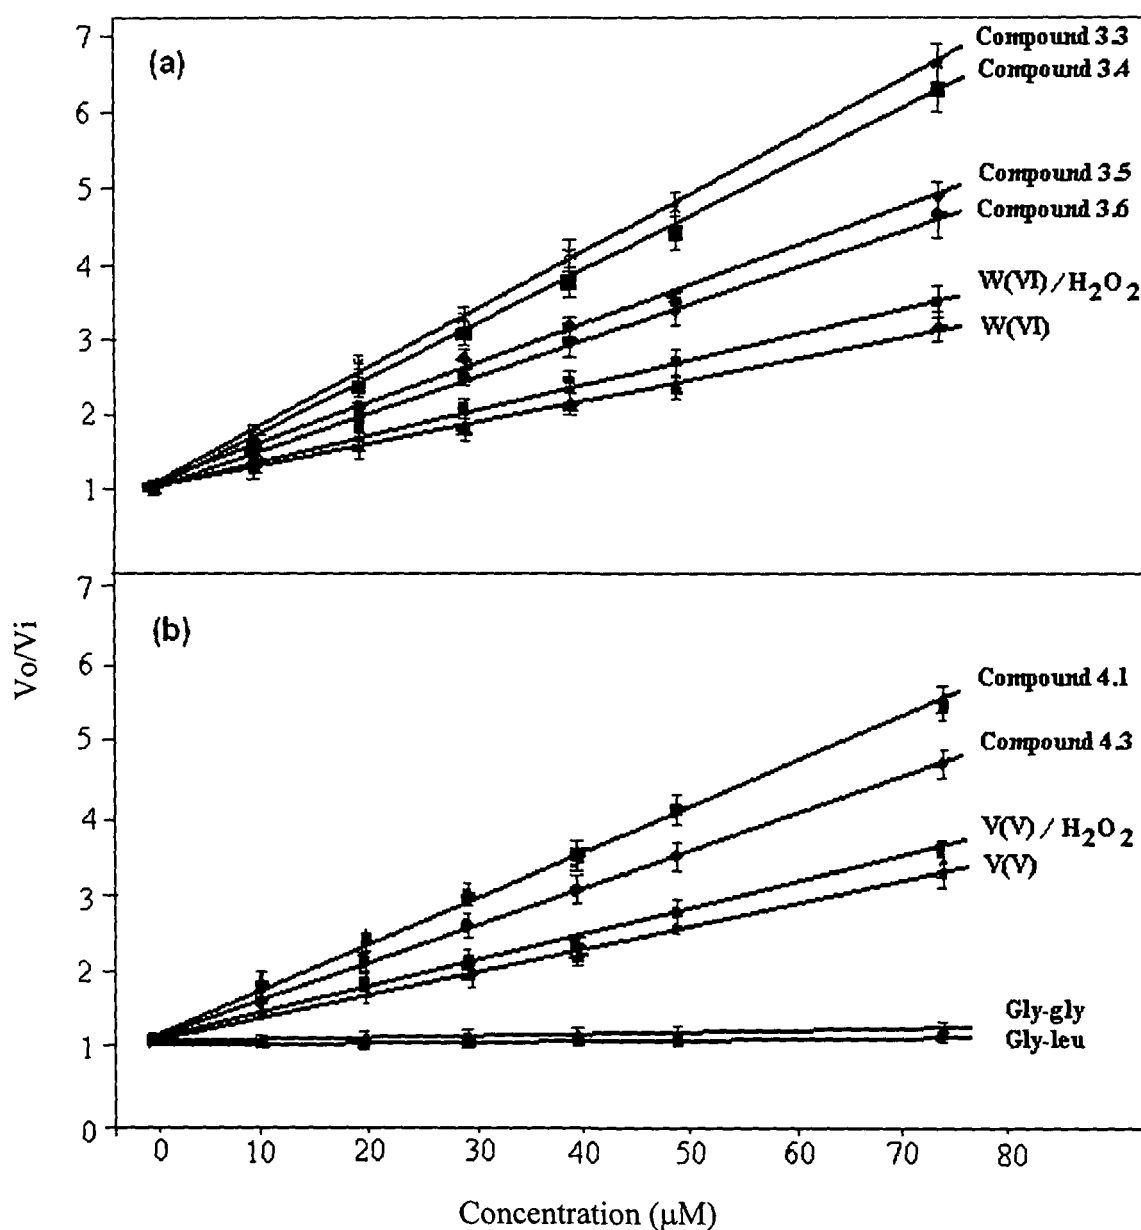 7
(a)
Compound 3.3
Compound 3.4
6
5
Compound 3.5
Compound 3.6
4
W(VI) / H₂O₂
W(VI)
3
2
1
7
(b)
Vo/Vi
6
Compound 4.1
5
Compound 4.3
4
V(V) / H₂O₂
V(V)
3
2
Gly-gly
Gly-leu
1
0
0 10 20 30 40 50 60 70 80
Concentration (μM)